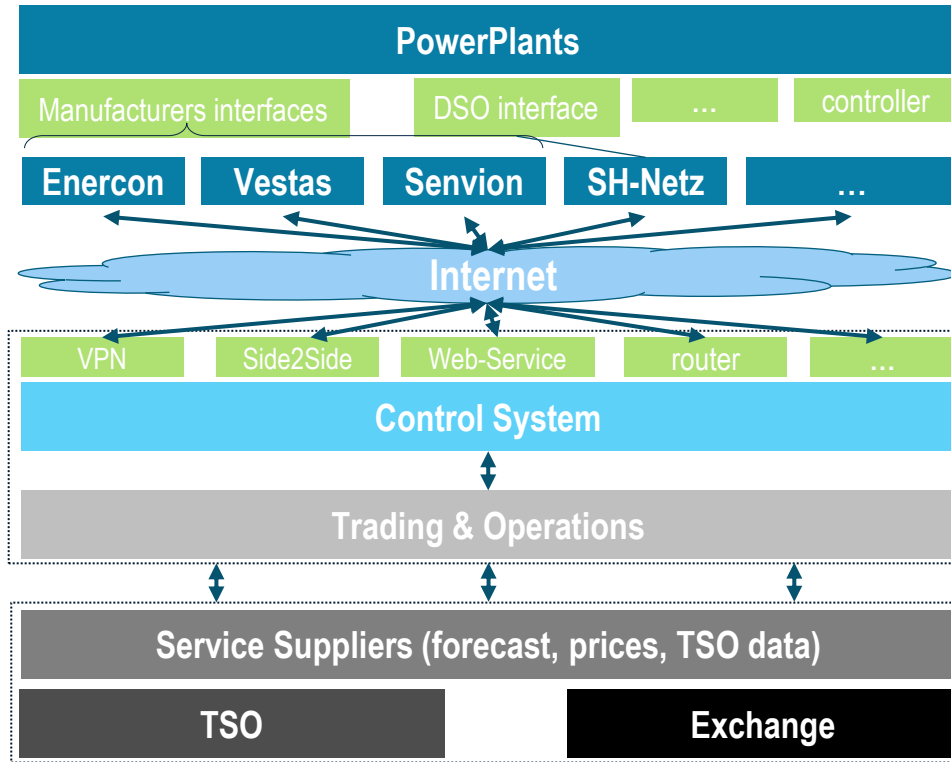 PowerPlants
Manufacturers interfaces
DSO interface
...
controller
Enercon
Vestas
Senvion
SH-Netz
...
Internet
VPN
Side2Side
Web-Service
router
...
Control System
Trading & Operations
Service Suppliers (forecast, prices, TSO data)
TSO
Exchange